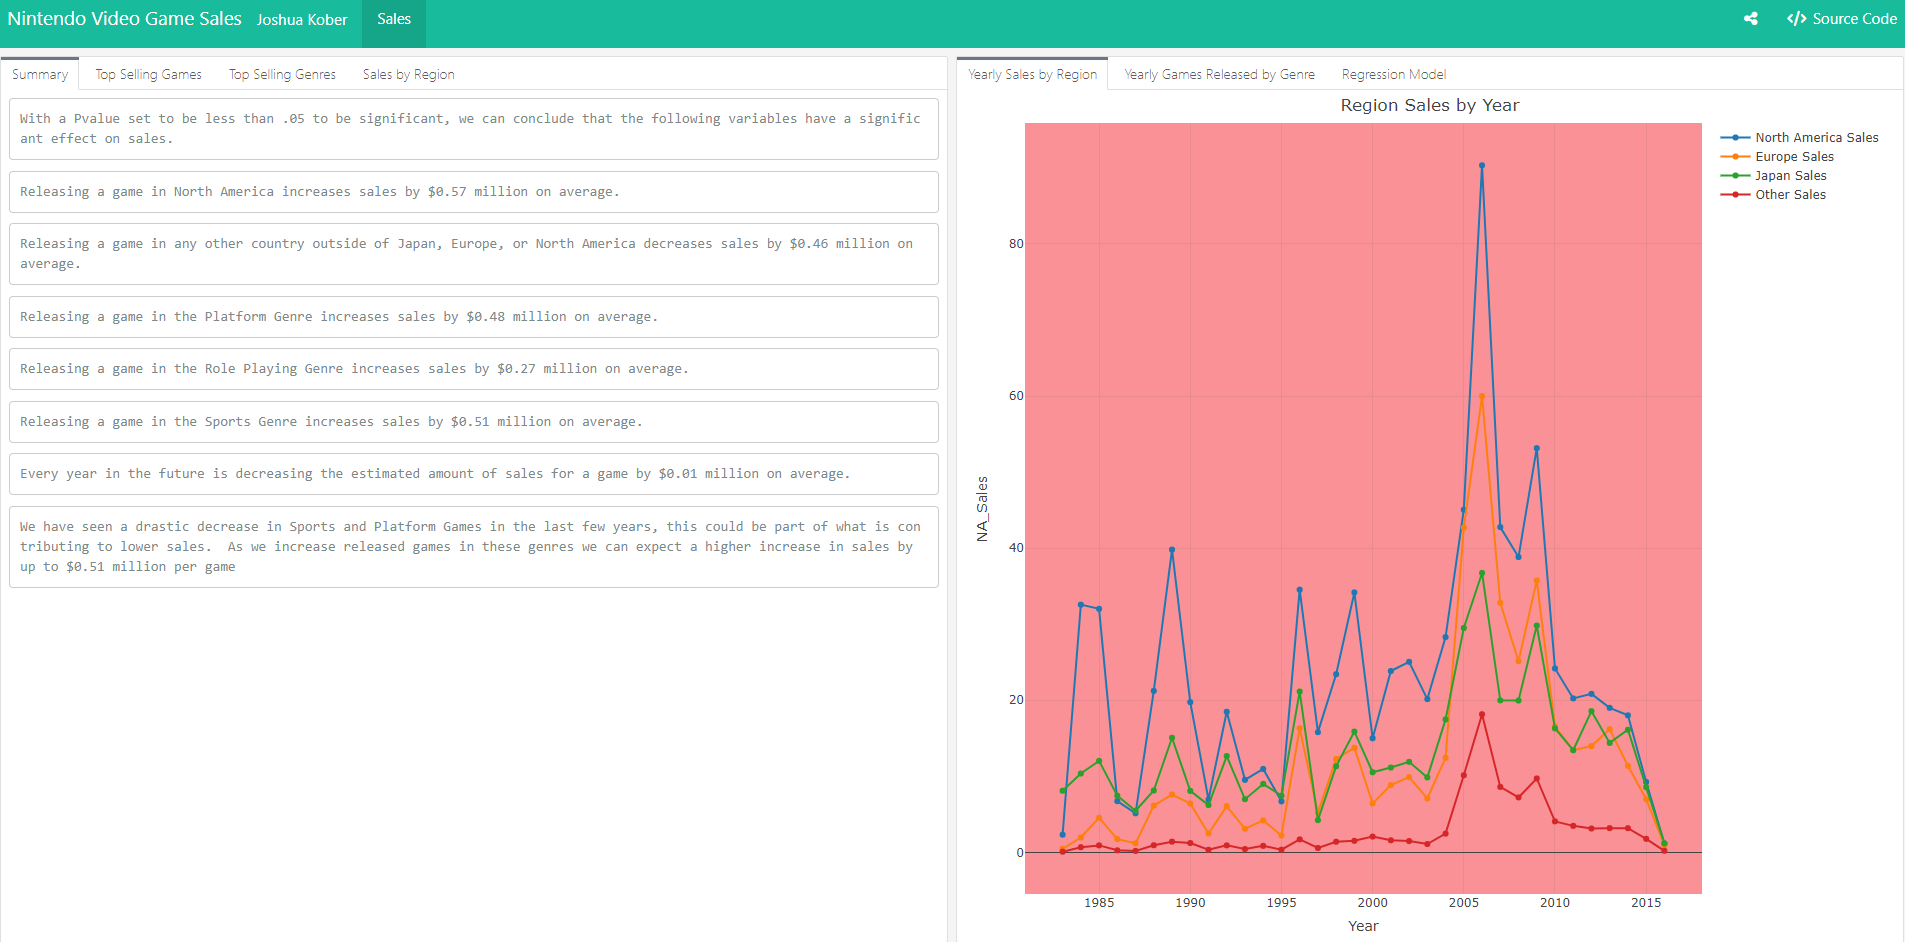 Nintendo Video Game Sales Joshua Kober Sales Source Code
Summary Top Selling Games Top Selling Genres Sales by Region
With a Pvalue set to be less than .05 to be significant, we can conclude that the following variables have a signific
ant effect on sales.
Releasing a game in North America increases sales by $0.57 million on average.
Releasing a game in any other country outside of Japan, Europe, or North America decreases sales by $0.46 million on
average.
Releasing a game in the Platform Genre increases sales by $0.48 million on average.
Releasing a game in the Role Playing Genre increases sales by $0.27 million on average.
Releasing a game in the Sports Genre increases sales by $0.51 million on average.
Every year in the future is decreasing the estimated amount of sales for a game by $0.01 million on average.
We have seen a drastic decrease in Sports and Platform Games in the last few years, this could be part of what is con
tributing to lower sales.  As we increase released games in these genres we can expect a higher increase in sales by
up to $0.51 million per game
Yearly Sales by Region Yearly Games Released by Genre Regression Model
Region Sales by Year
North America Sales
Europe Sales
Japan Sales
Other Sales
80
60
40
20
0
NA_Sales
1985 1990 1995 2000 2005 2010 2015
Year